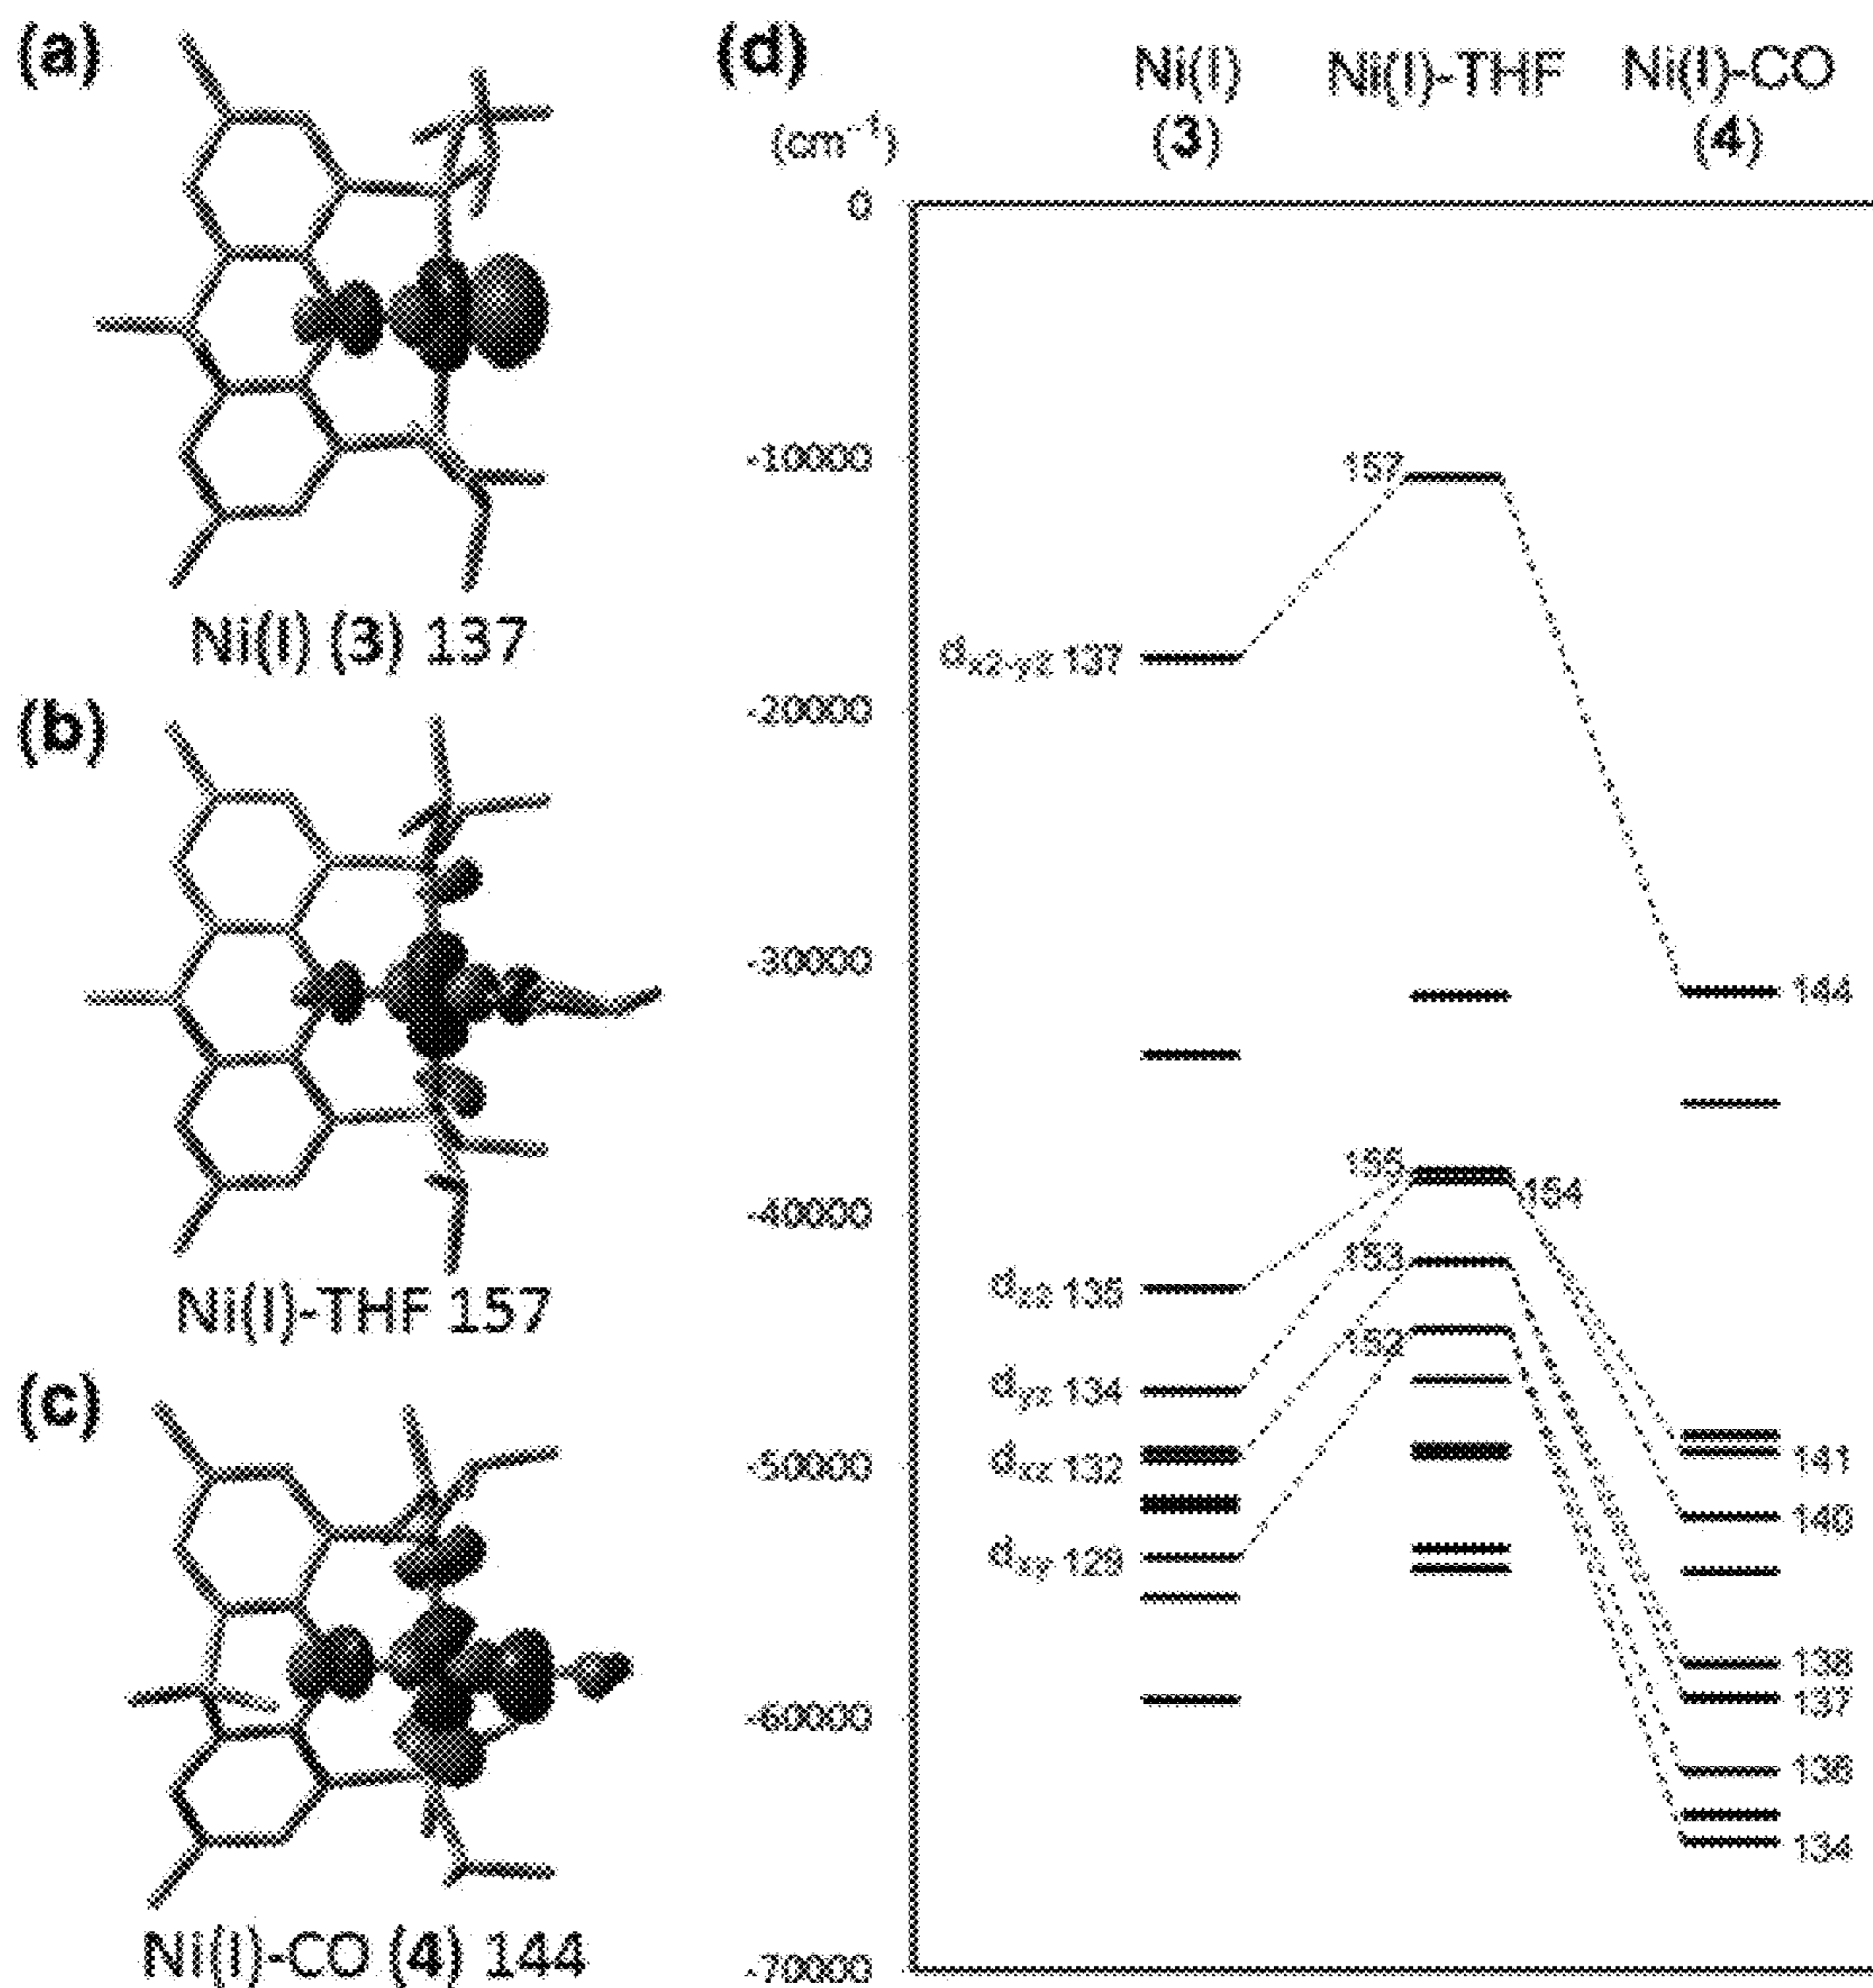 (a)
Ni(I) (3) 137
(b)
Ni(I)-THF 157
(c)
Ni(I)-CO (4) 144
(d)
Ni(I) Ni(I)-THF Ni(I)-CO
(cm⁻¹) (3) (4)
0
-10000
157
dx2-y2 137
-20000
-30000
144
155
154
-40000
153
dz2 135
152
dyz 134
141
dxz 132
-50000
140
dxy 129
138
137
-60000
136
134
-70000